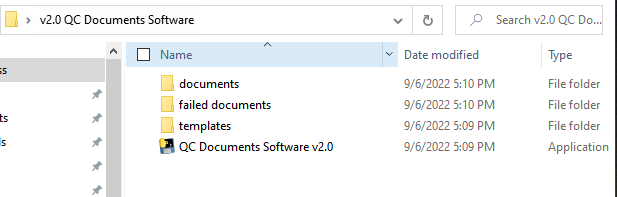 v2.0 QC Documents Software
Search v2.0 QC Do...
Name Date modified Type
ss
documents 9/6/2022 5:10 PM File folder
failed documents 9/6/2022 5:10 PM File folder
ts templates 9/6/2022 5:09 PM File folder
ls QC Documents Software v2.0 9/6/2022 5:09 PM Application